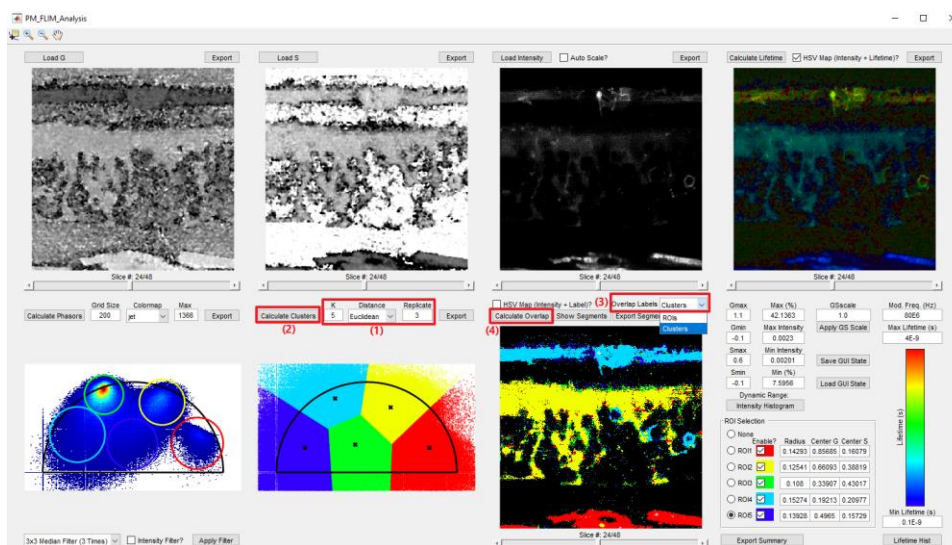 PM_FLIM_Analysis
Load G Export Load S Export Load Intensity Auto Scale? Export Calculate Lifetime HSV Map (Intensity + Lifetime)? Export
Slice #: 24/48 Slice #: 24/48 Slice #: 24/48 Slice #: 24/48
Grid Size Colormap Max
Calculate Phasors 200 jet 1366 Export
K Distance Replicate
Calculate Clusters 5 Euclidean 3 Export
(2) (1)
HSV Map (Intensity + Label)? (3) Overlap Labels Clusters
Calculate Overlap Show Segments Export Segme
ROIs
Clusters
(4)
Gmax Max (%) GScale Mod. Freq. (Hz)
1.1 42.1363 1.0 80E6
Gmin Max Intensity Apply GS Scale Max Lifetime (s)
-0.1 0.0023 4E-9
Smax Min Intensity
0.6 0.00201 Save GUI State
Smin Min (%)
-0.1 7.5956 Load GUI State
Dynamic Range:
Intensity Histogram
Lifetime (s)
ROI Selection
None
Enable? Radius Center G Center S
ROI1 0.14293 0.85685 0.16079
ROI2 0.12541 0.66093 0.38819
ROI3 0.108 0.33907 0.43017
ROI4 0.15274 0.19213 0.20977
ROI5 0.13928 0.4965 0.15729
Min Lifetime (s)
0.1E-9
3x3 Median Filter (3 Times) Intensity Filter? Apply Filter
Slice #: 24/48
Export Summary Lifetime Hist